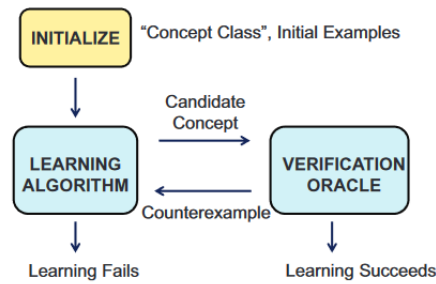 INITIALIZE
“Concept Class”, Initial Examples
Candidate
Concept
LEARNING
ALGORITHM
VERIFICATION
ORACLE
Counterexample
Learning Fails
Learning Succeeds